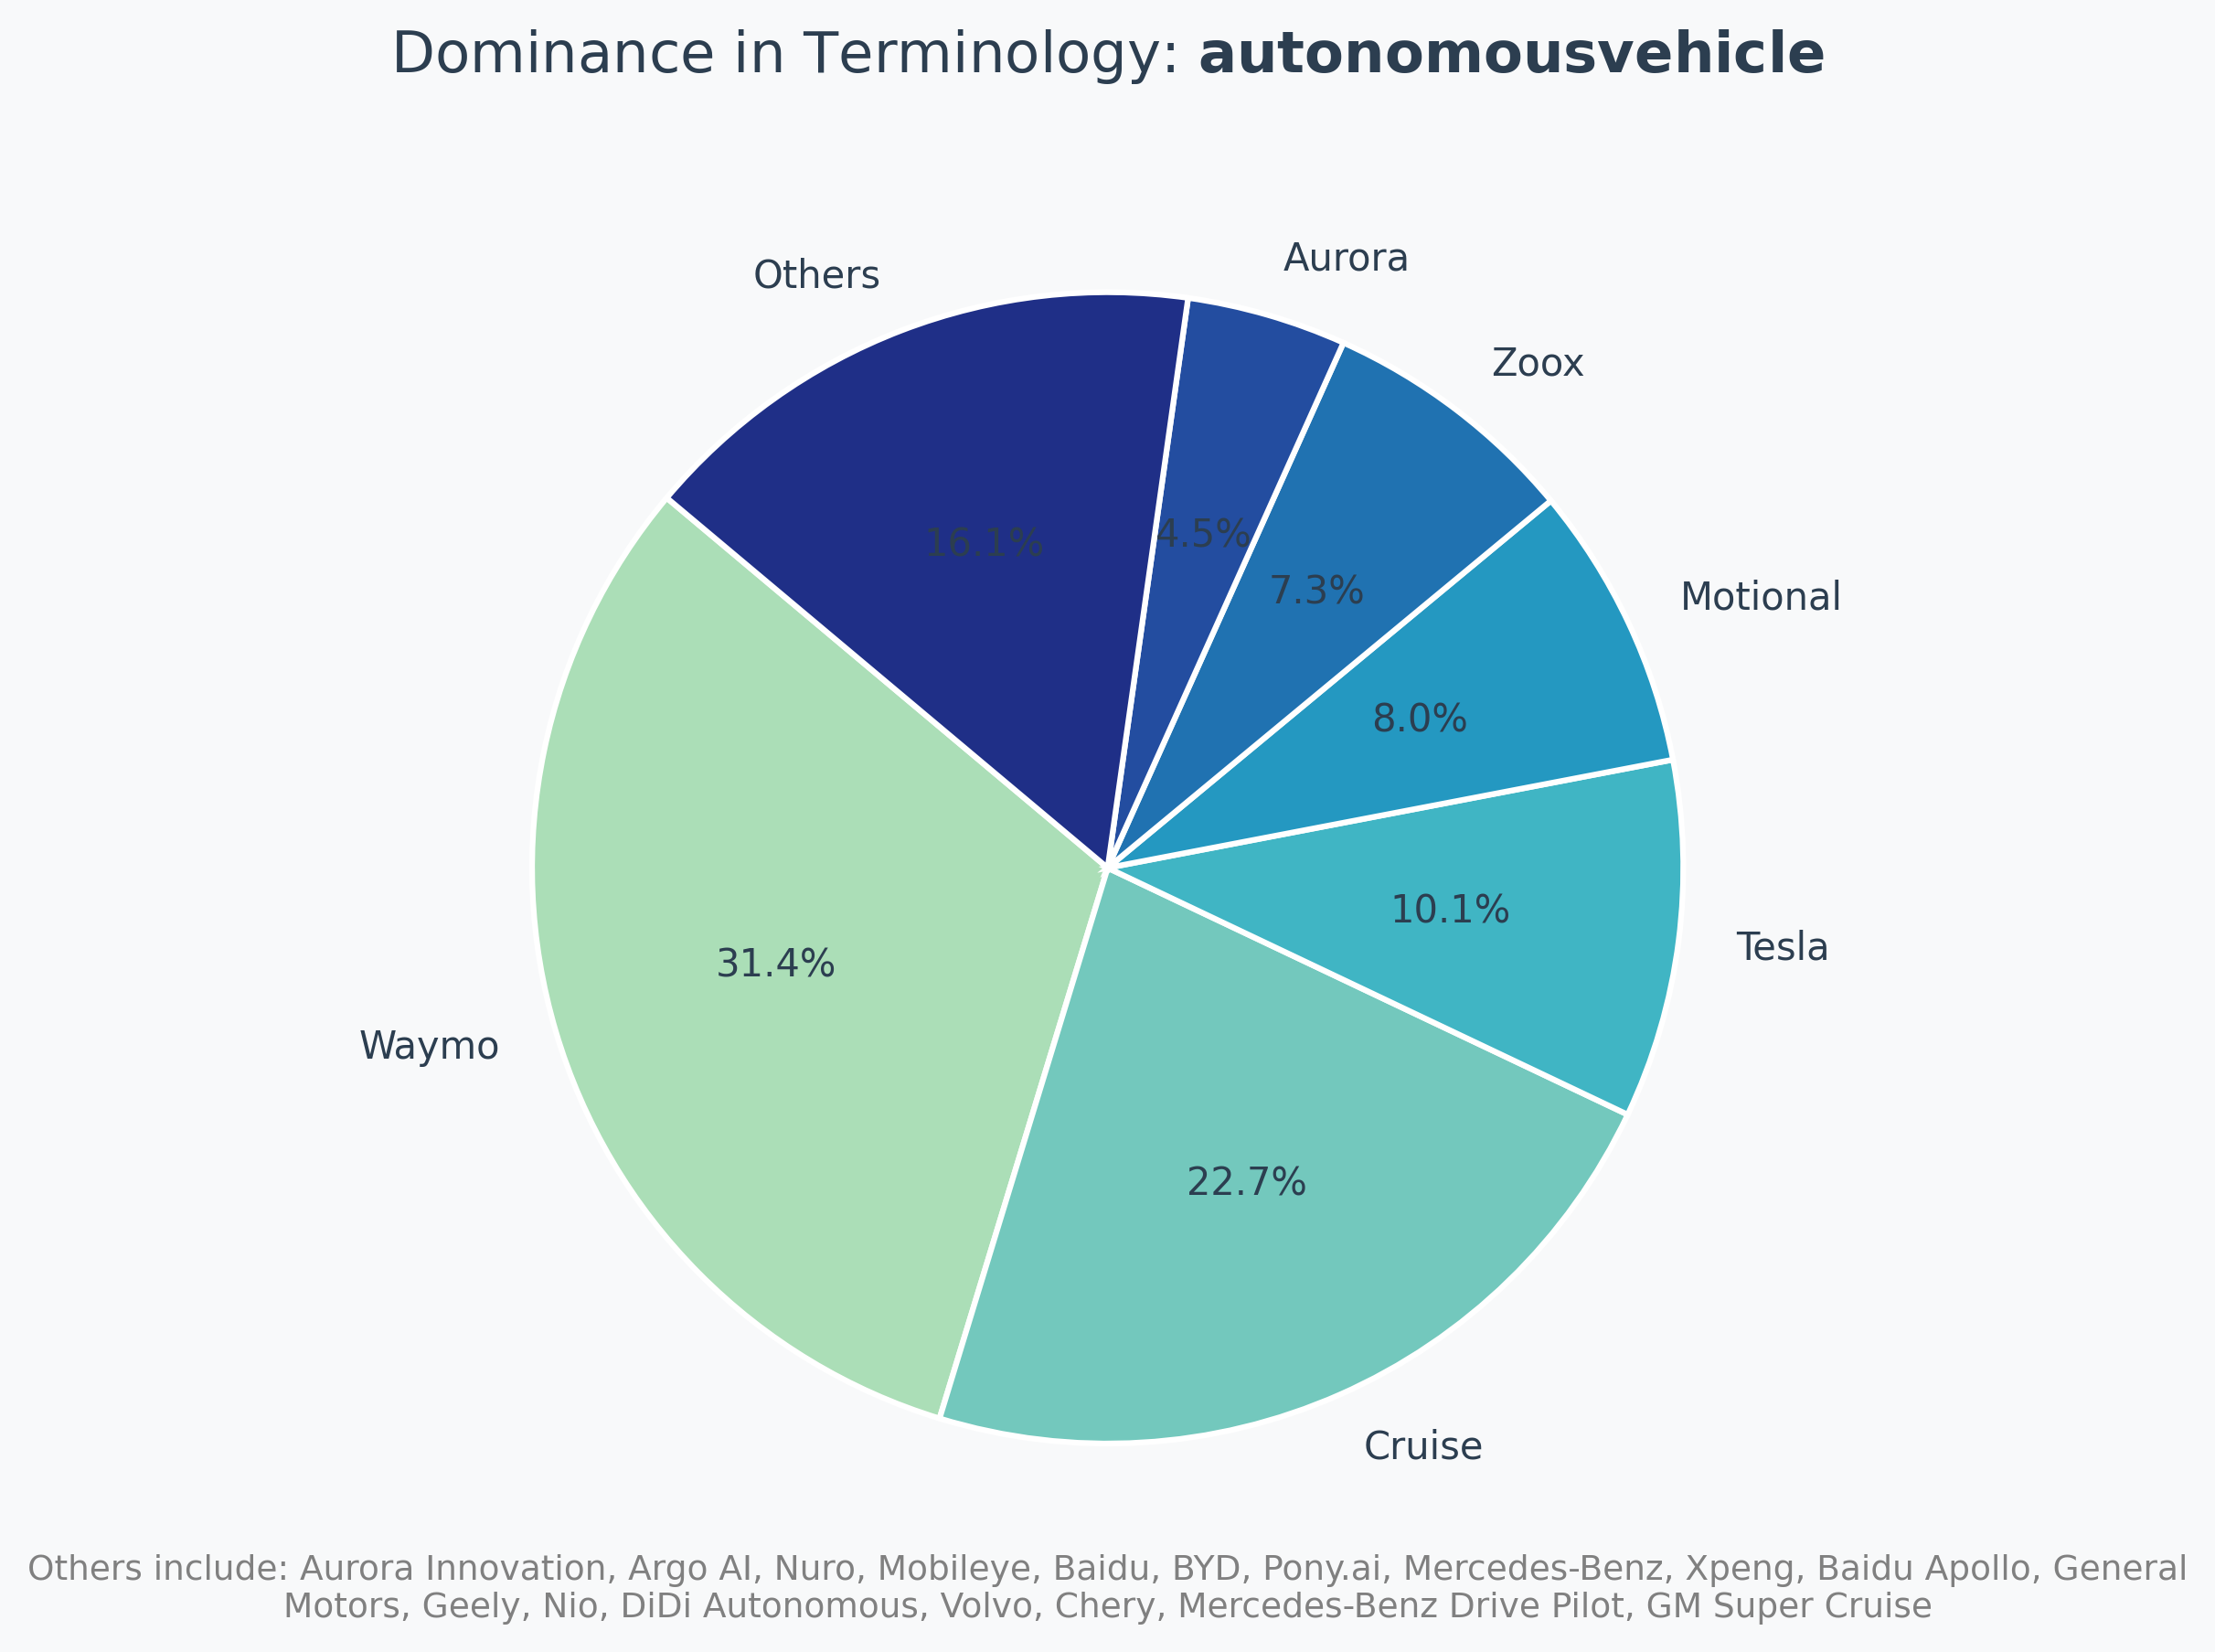 Dominance in Terminology: autonomousvehicle
Aurora
Others
Zoox
4.5%
16.1%
7.3%
Motional
8.0%
10.1%
Tesla
31.4%
Waymo
22.7%
Cruise
Others include: Aurora Innovation, Argo AI, Nuro, Mobileye, Baidu, BYD, Pony.ai, Mercedes-Benz, Xpeng, Baidu Apollo, General
Motors, Geely, Nio, DiDi Autonomous, Volvo, Chery, Mercedes-Benz Drive Pilot, GM Super Cruise